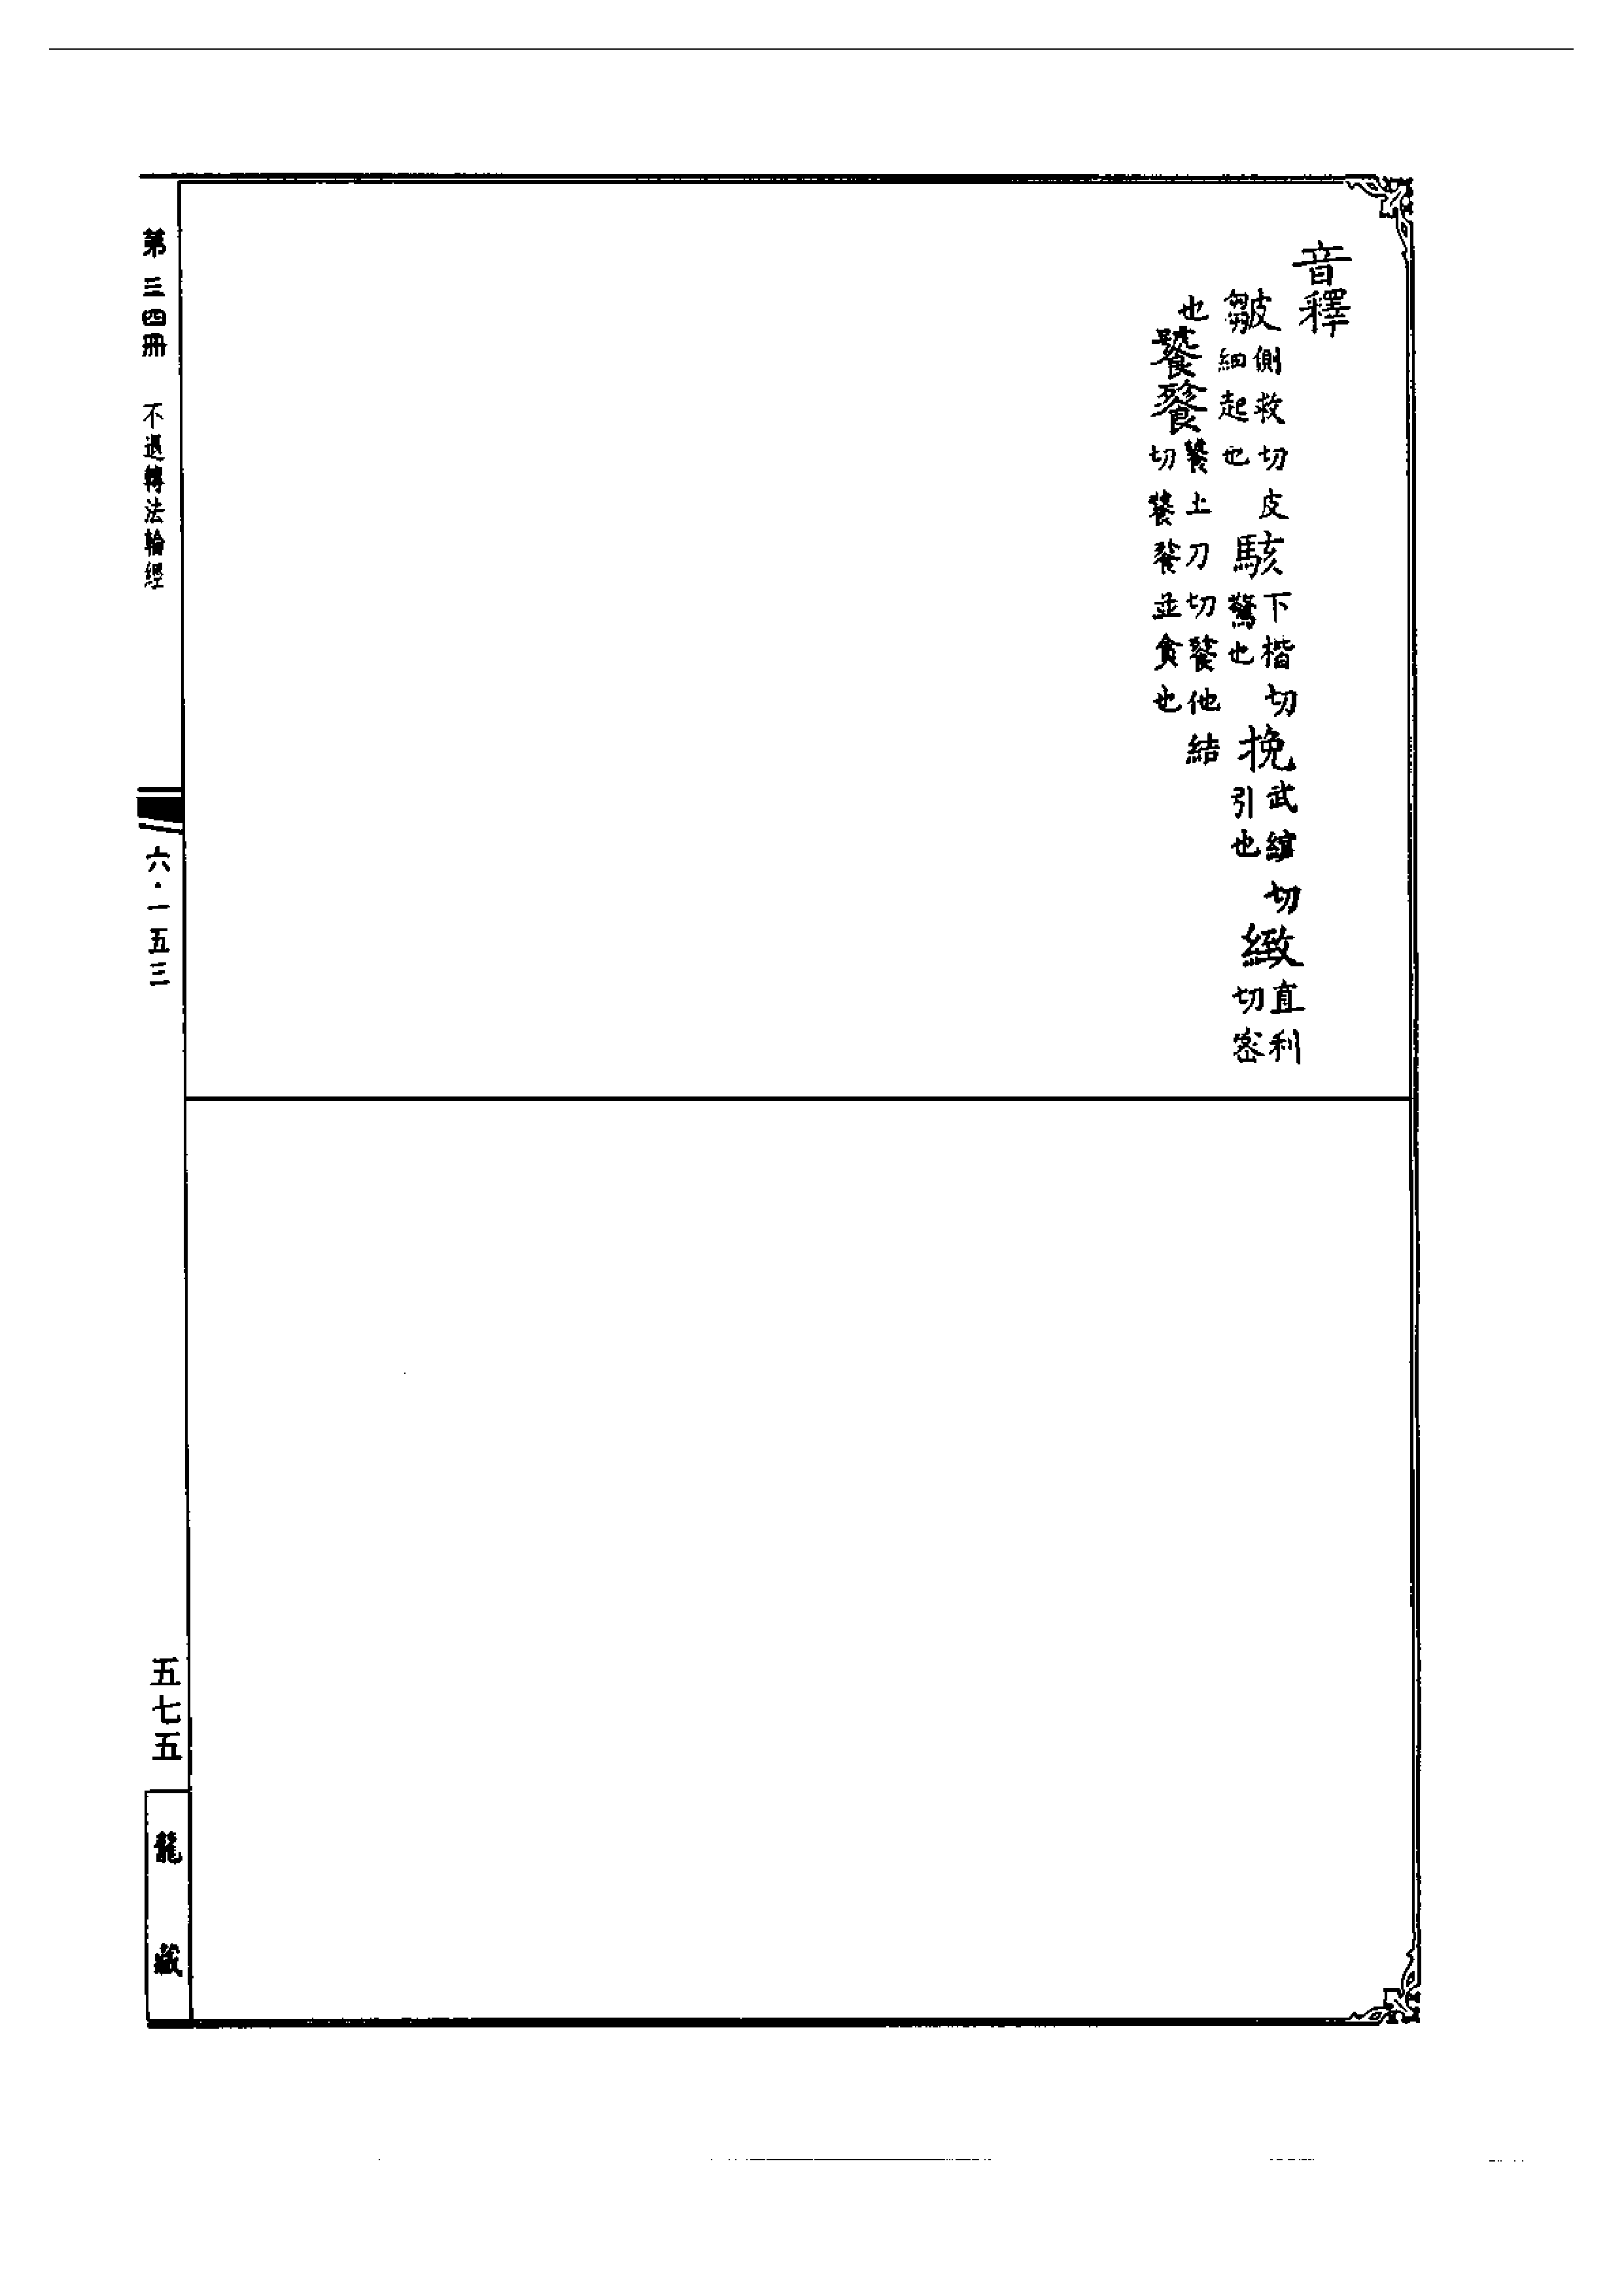 音釋
皺側救切皮細起也駭下楷切驚也挽武綰切引也緻直利切密
也饕餮饕土刀切餮他結切饕餮並貪也
第三四冊 不退轉法輪經
六·一五三
五七五
龍藏